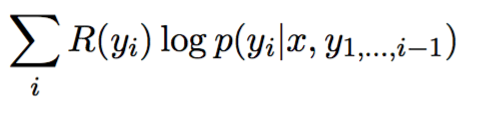 ∑_i R(y_i) log p(y_i|x, y_{1,...,i−1})